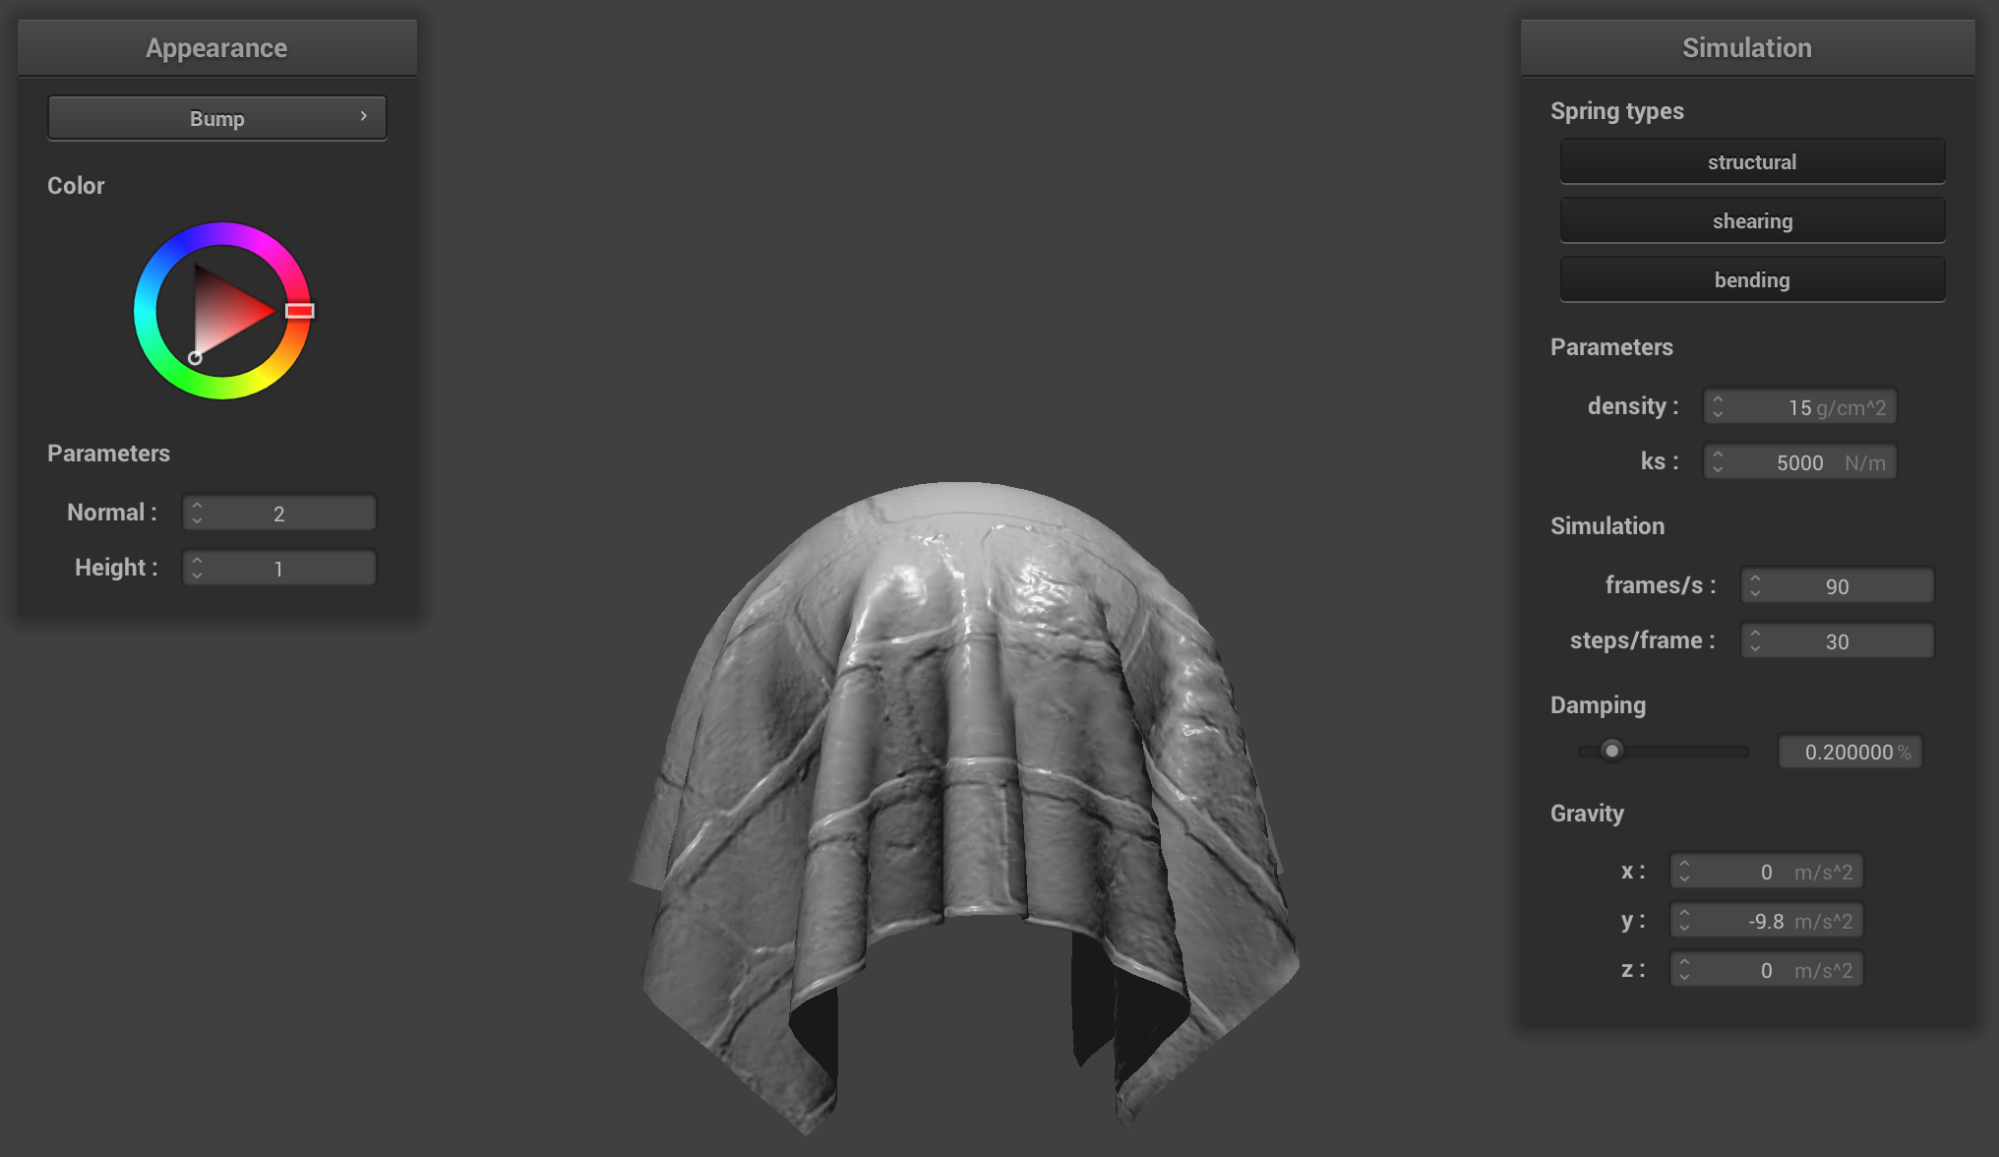 Appearance
Bump
Color
Parameters
Normal : 2
Height : 1
Simulation
Spring types
structural
shearing
bending
Parameters
density : 15 g/cm^2
ks : 5000 N/m
Simulation
frames/s : 90
steps/frame : 30
Damping
0.200000 %
Gravity
x : 0 m/s^2
y : -9.8 m/s^2
z : 0 m/s^2